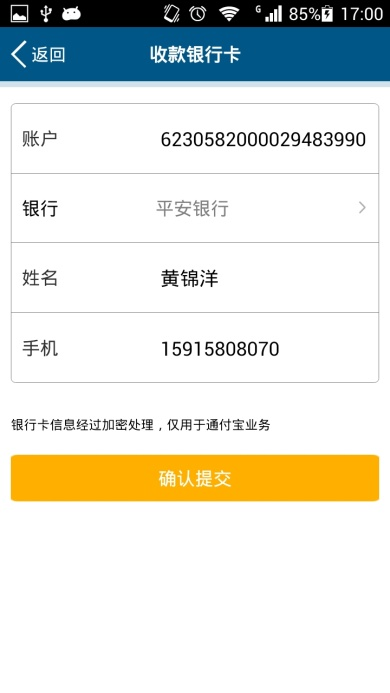 G 85% 17:00
返回 收款银行卡
账户 6230582000029483990
银行 平安银行
姓名 黄锦洋
手机 15915808070
银行卡信息经过加密处理，仅用于通付宝业务
确认提交